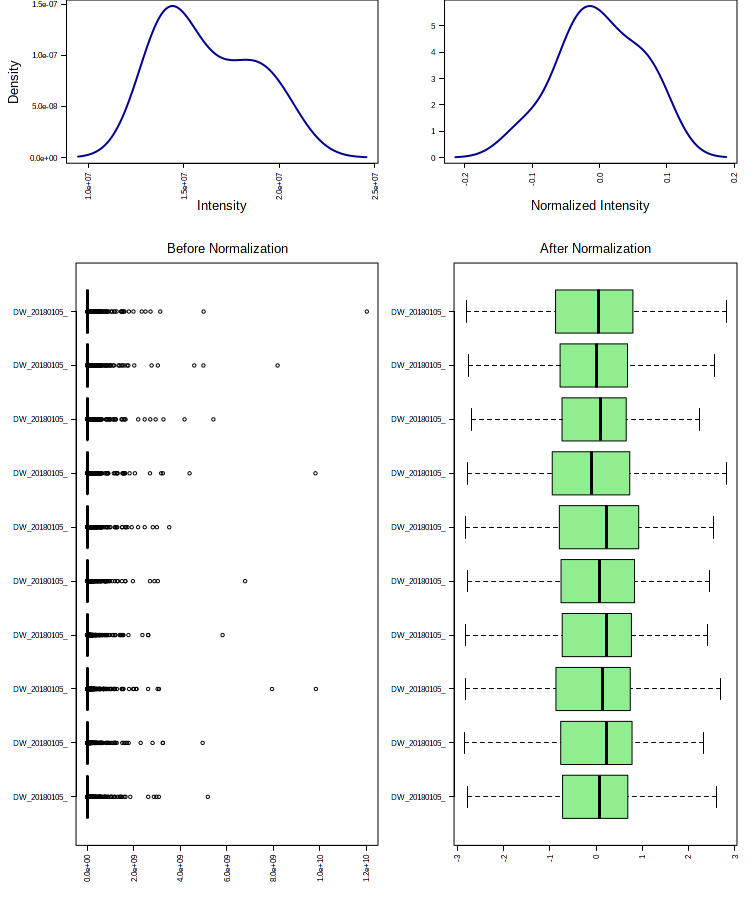 1.5e-07
1.0e-07
5.0e-08
0.0e+00
Density
1.0e+07
1.5e+07
2.0e+07
2.5e+07
Intensity
5
4
3
2
1
0
-0.2
-0.1
0.0
0.1
0.2
Normalized Intensity
Before Normalization
DW_20180105_
DW_20180105_
DW_20180105_
DW_20180105_
DW_20180105_
DW_20180105_
DW_20180105_
DW_20180105_
DW_20180105_
DW_20180105_
0.0e+00
2.0e+09
4.0e+09
6.0e+09
8.0e+09
1.0e+10
1.2e+10
After Normalization
DW_20180105_
DW_20180105_
DW_20180105_
DW_20180105_
DW_20180105_
DW_20180105_
DW_20180105_
DW_20180105_
DW_20180105_
DW_20180105_
-3
-2
-1
0
1
2
3